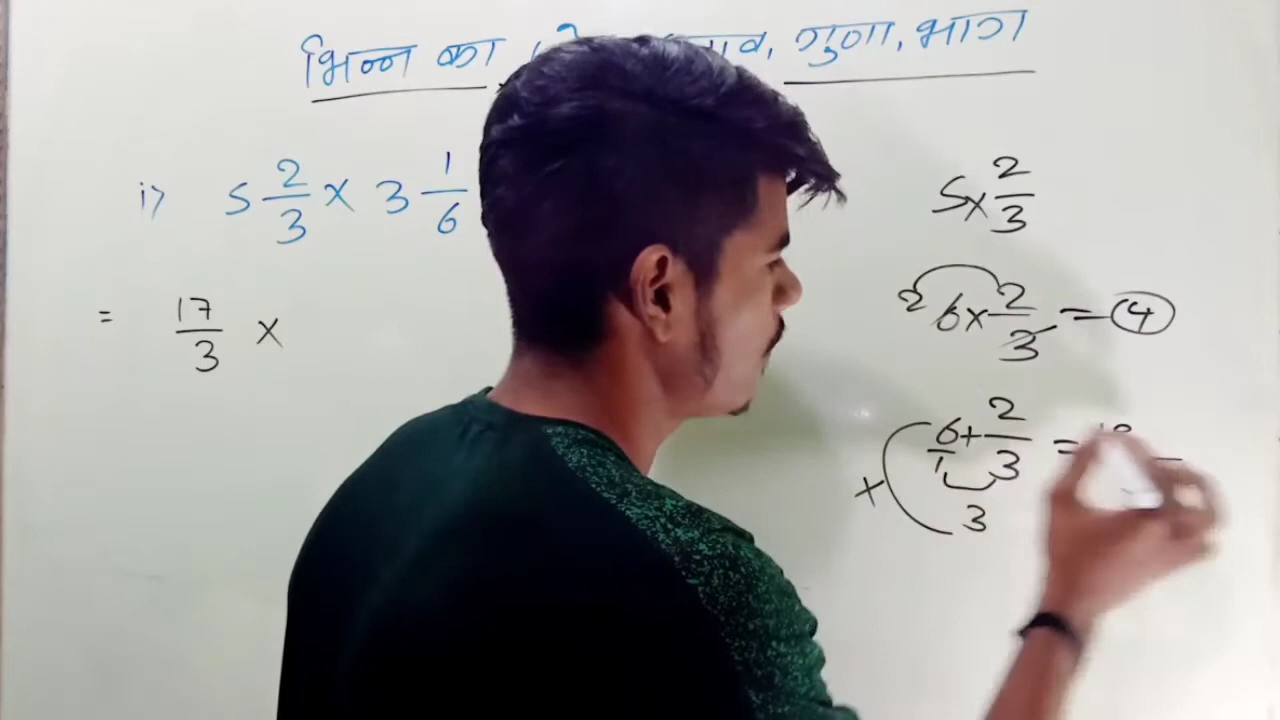 भिन्न का गुणा, भाग
i) 5 2/3 × 3 1/6
= 17/3 ×
5 × 2/3
2 6 × 2/3 = 4
× 6/1 + 2/3 =
3